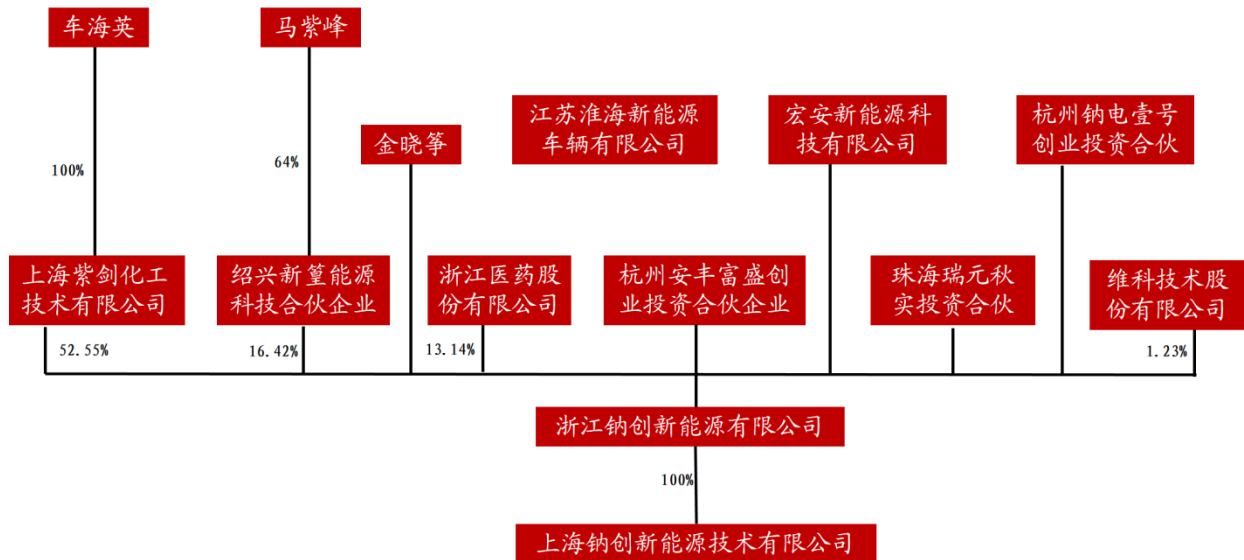 车海英
马紫峰
金晓筝
江苏淮海新能源
车辆有限公司
宏安新能源科
技有限公司
杭州钠电壹号
创业投资合伙
100%
64%
上海紫剑化工
技术有限公司
绍兴新篁能源
科技合伙企业
浙江医药股
份有限公司
杭州安丰富盛创
业投资合伙企业
珠海瑞元秋
实投资合伙
维科技术股
份有限公司
52.55%
16.42%
13.14%
1.23%
浙江钠创新能源有限公司
100%
上海钠创新能源技术有限公司